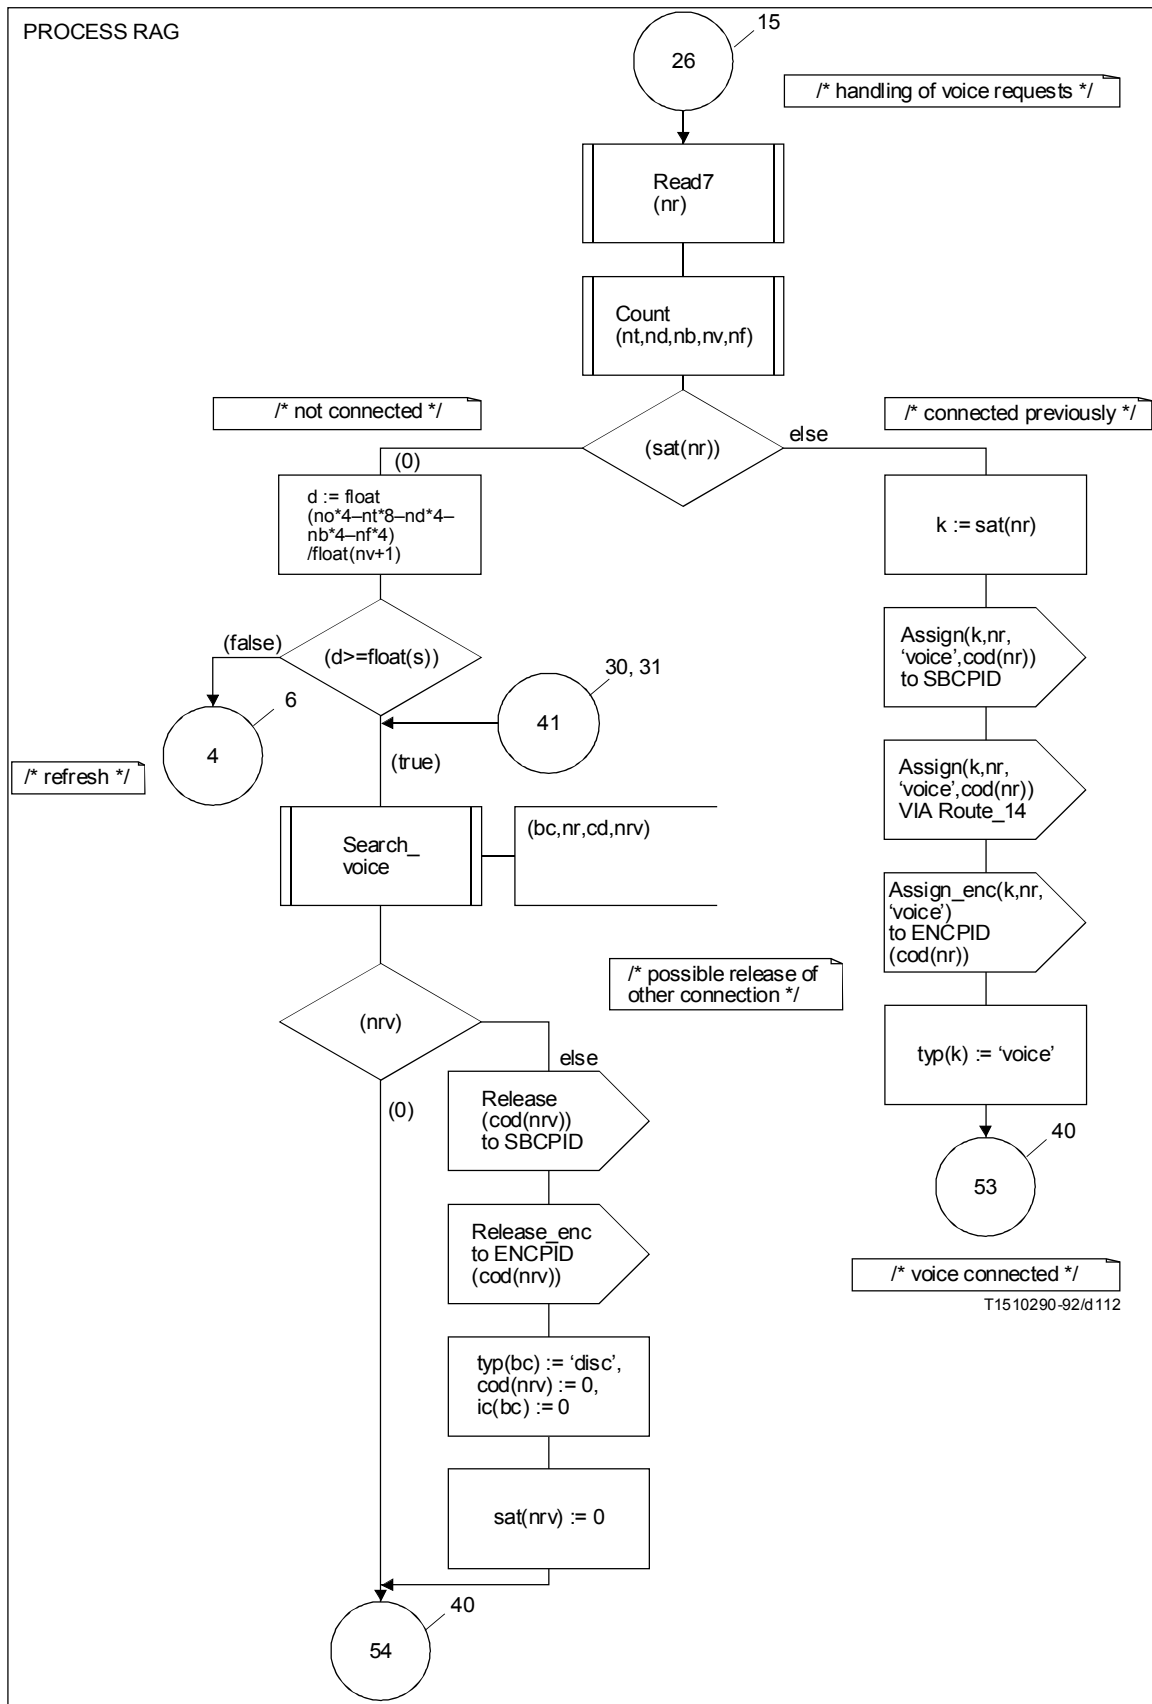 PROCESS RAG
15
26
/* handling of voice requests */
Read7
(nr)
Count
(nt,nd,nb,nv,nf)
/* not connected */
/* connected previously */
(sat(nr))
else
(0)
d := float
(no*4–nt*8–nd*4–
nb*4–nf*4)
/float(nv+1)
k := sat(nr)
(false)
(d>=float(s))
Assign(k,nr,
‘voice’,cod(nr))
to SBCPID
30, 31
6
41
4
(true)
/* refresh */
Assign(k,nr,
‘voice’,cod(nr))
VIA Route_14
Search_
voice
(bc,nr,cd,nrv)
Assign_enc(k,nr,
‘voice’)
to ENCPID
(cod(nr))
/* possible release of
other connection */
(nrv)
else
typ(k) := ‘voice’
(0)
Release
(cod(nrv))
to SBCPID
40
53
Release_enc
to ENCPID
(cod(nrv))
/* voice connected */
T1510290-92/d112
typ(bc) := ‘disc’,
cod(nrv) := 0,
ic(bc) := 0
sat(nrv) := 0
40
54